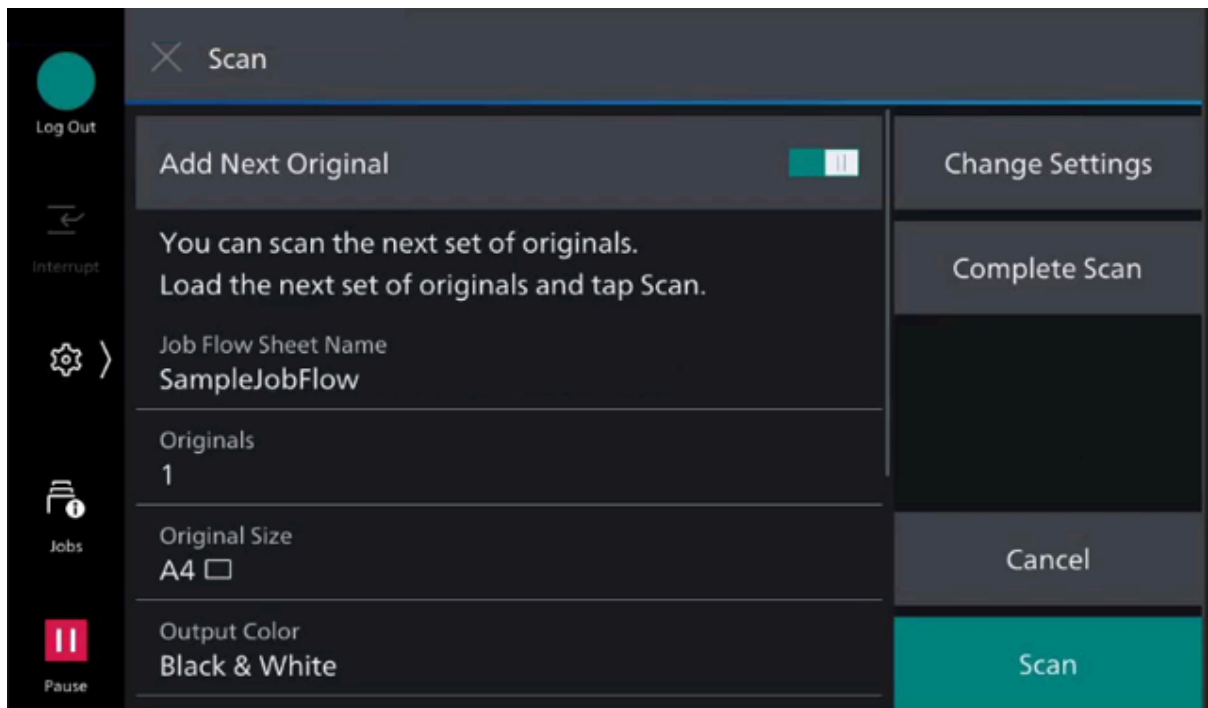 Scan
Log Out
Interrupt
Jobs
Pause
Add Next Original
You can scan the next set of originals.
Load the next set of originals and tap Scan.
Job Flow Sheet Name
SampleJobFlow
Originals
1
Original Size
A4
Output Color
Black & White
Change Settings
Complete Scan
Cancel
Scan